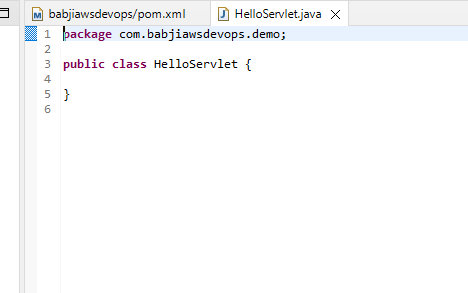 babjiawsdevops/pom.xml HelloServlet.java
1 package com.babjiawsdevops.demo;
2
3 public class HelloServlet {
4
5 }
6